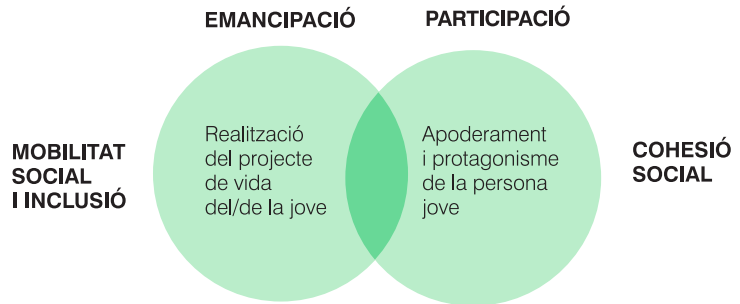 EMANCIPACIÓ
PARTICIPACIÓ
MOBILITAT
SOCIAL
I INCLUSIÓ
Realització
del projecte
de vida
del/de la jove
Apoderament
i protagonisme
de la persona
jove
COHESIÓ
SOCIAL